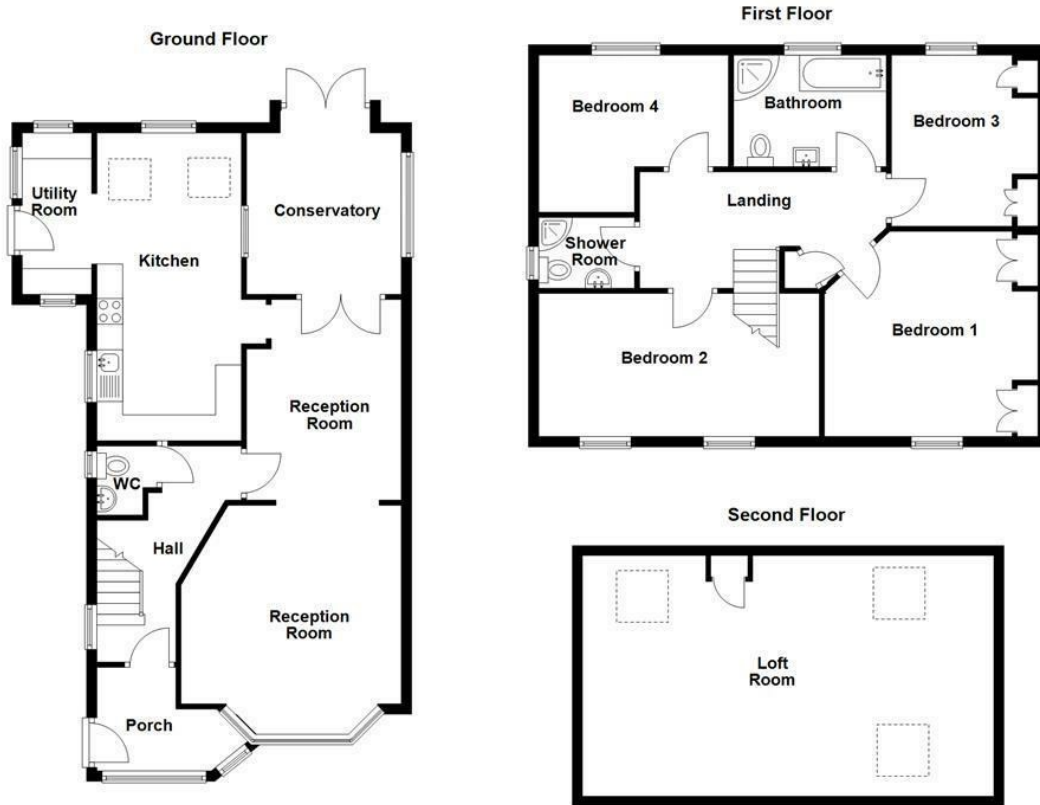 Ground Floor
Utility
Room
Kitchen
Conservatory
Reception
Room
WC
Hall
Reception
Room
Porch
First Floor
Bedroom 4
Bathroom
Bedroom 3
Landing
Shower
Room
Bedroom 2
Bedroom 1
Second Floor
Loft
Room